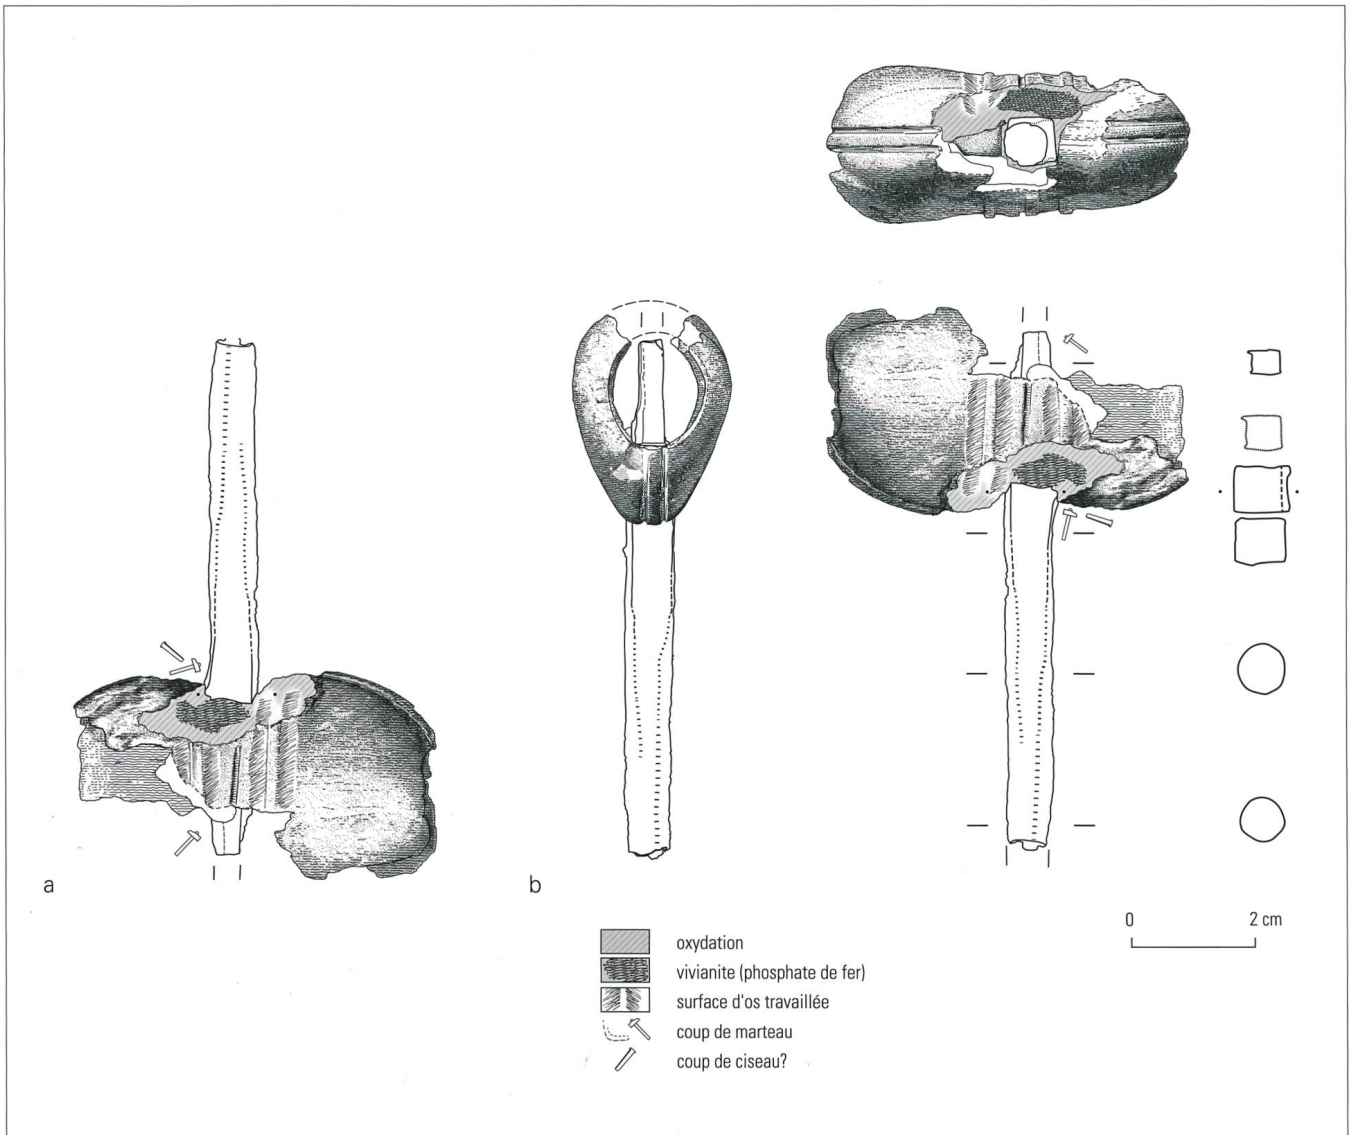 a
b
0 2 cm
oxydation
vivianite (phosphate de fer)
surface d'os travaillée
coup de marteau
coup de ciseau?